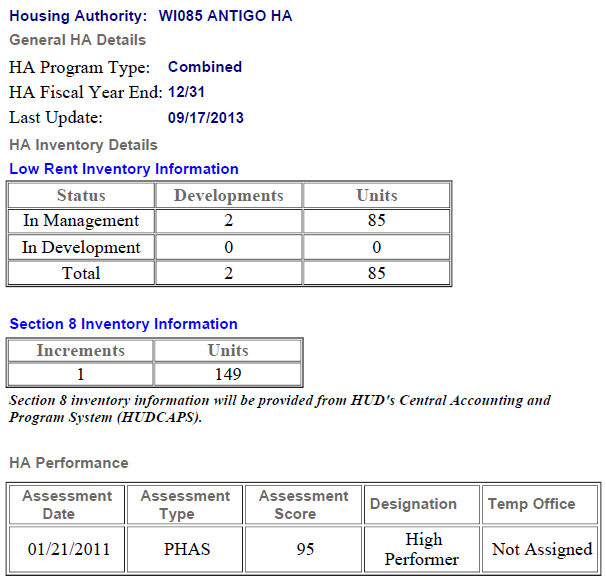 Housing Authority: WI085 ANTIGO HA
General HA Details
HA Program Type: Combined
HA Fiscal Year End: 12/31
Last Update: 09/17/2013
HA Inventory Details
Low Rent Inventory Information
Status Developments Units
In Management 2 85
In Development 0 0
Total 2 85
Section 8 Inventory Information
Increments Units
1 149
Section 8 inventory information will be provided from HUD's Central Accounting and
Program System (HUDCAPS).
HA Performance
Assessment Date Assessment Type Assessment Score Designation Temp Office
01/21/2011 PHAS 95 High Performer Not Assigned